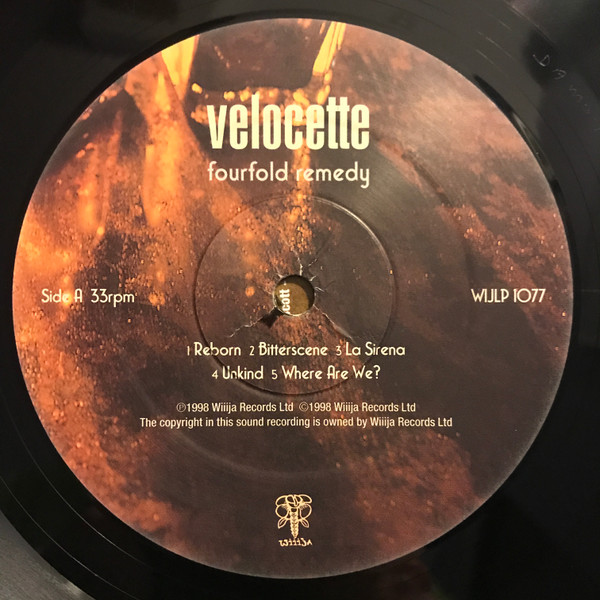 velocette
fourfold remedy
Side A 33rpm
WIJLP 1077
cott
1 Reborn 2 Bitterscene 3 La Sirena
4 Unkind 5 Where Are We?
℗1998 Wiiija Records Ltd ©1998 Wiiija Records Ltd
The copyright in this sound recording is owned by Wiiija Records Ltd